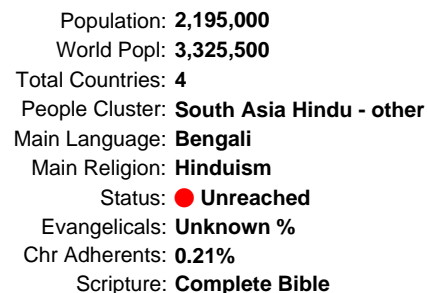 Population: 2,195,000
World Popl: 3,325,500
Total Countries: 4
People Cluster: South Asia Hindu - other
Main Language: Bengali
Main Religion: Hinduism
Status: Unreached
Evangelicals: Unknown %
Chr Adherents: 0.21%
Scripture: Complete Bible